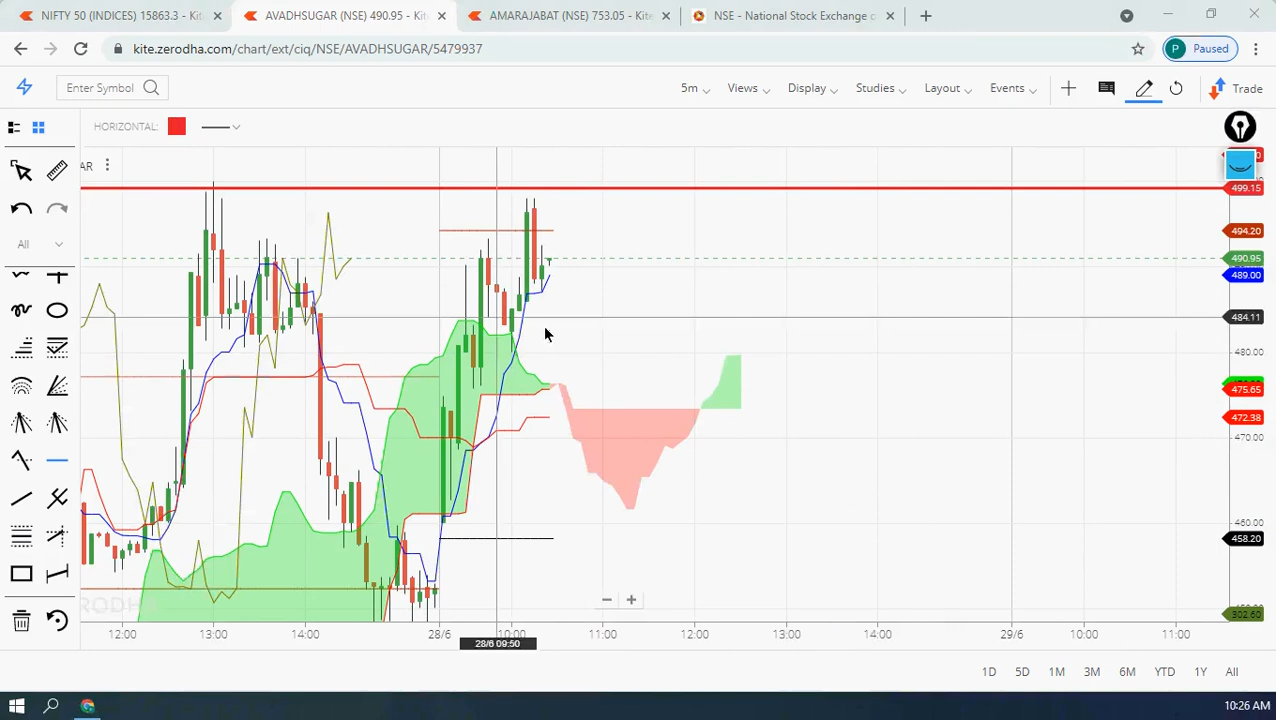 NIFTY 50 (INDICES) 15863.3 - Kit
AVADHSUGAR (NSE) 490.95 - Kit
AMARAJABAT (NSE) 753.05 - Kit
NSE - National Stock Exchange o
kite.zerodha.com/chart/ext/ciq/NSE/AVADHSUGAR/5479937
P Paused
Enter Symbol
5m
Views
Display
Studies
Layout
Events
Trade
HORIZONTAL:
AR
All
499.15
494.20
490.95
489.00
484.11
480.00
475.65
472.38
470.00
460.00
458.20
302.60
12:00
13:00
14:00
28/6
10:00
11:00
12:00
13:00
14:00
29/6
10:00
11:00
28/6 09:50
1D
5D
1M
3M
6M
YTD
1Y
All
10:26 AM